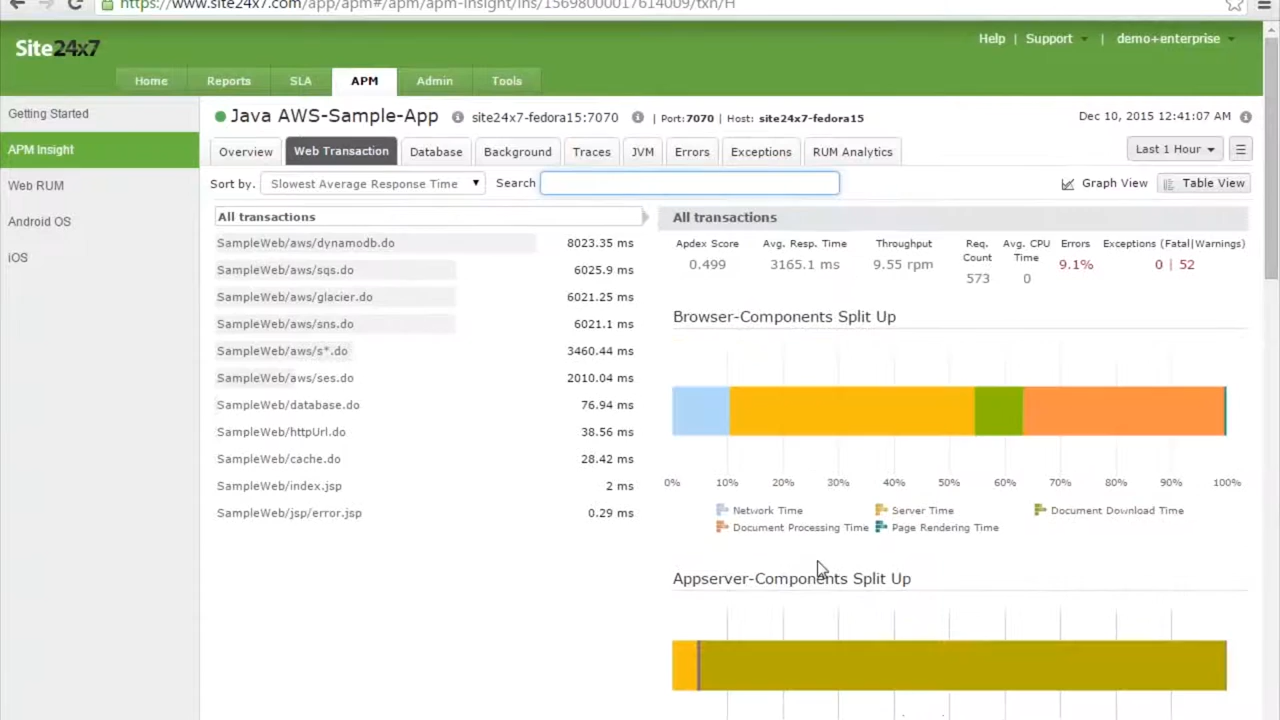 https://www.site24x7.com/app/apm#/apm/apm-insight/ins/15698000017614009/txn/H
Site24x7
Help | Support | demo+enterprise
Home Reports SLA APM Admin Tools
Getting Started
APM Insight
Web RUM
Android OS
iOS
Java AWS-Sample-App site24x7-fedora15:7070 | Port:7070 | Host: site24x7-fedora15
Dec 10, 2015 12:41:07 AM
Overview Web Transaction Database Background Traces JVM Errors Exceptions RUM Analytics
Last 1 Hour
Sort by. Slowest Average Response Time Search
Graph View Table View
All transactions
SampleWeb/aws/dynamodb.do 8023.35 ms
SampleWeb/aws/sqs.do 6025.9 ms
SampleWeb/aws/glacier.do 6021.25 ms
SampleWeb/aws/sns.do 6021.1 ms
SampleWeb/aws/s*.do 3460.44 ms
SampleWeb/aws/ses.do 2010.04 ms
SampleWeb/database.do 76.94 ms
SampleWeb/httpUrl.do 38.56 ms
SampleWeb/cache.do 28.42 ms
SampleWeb/index.jsp 2 ms
SampleWeb/jsp/error.jsp 0.29 ms
All transactions
Apdex Score Avg. Resp. Time Throughput Req. Count Avg. CPU Time Errors Exceptions (Fatal|Warnings)
0.499 3165.1 ms 9.55 rpm 573 0 9.1% 0 | 52
Browser-Components Split Up
0% 10% 20% 30% 40% 50% 60% 70% 80% 90% 100%
Network Time Server Time Document Download Time
Document Processing Time Page Rendering Time
Appserver-Components Split Up